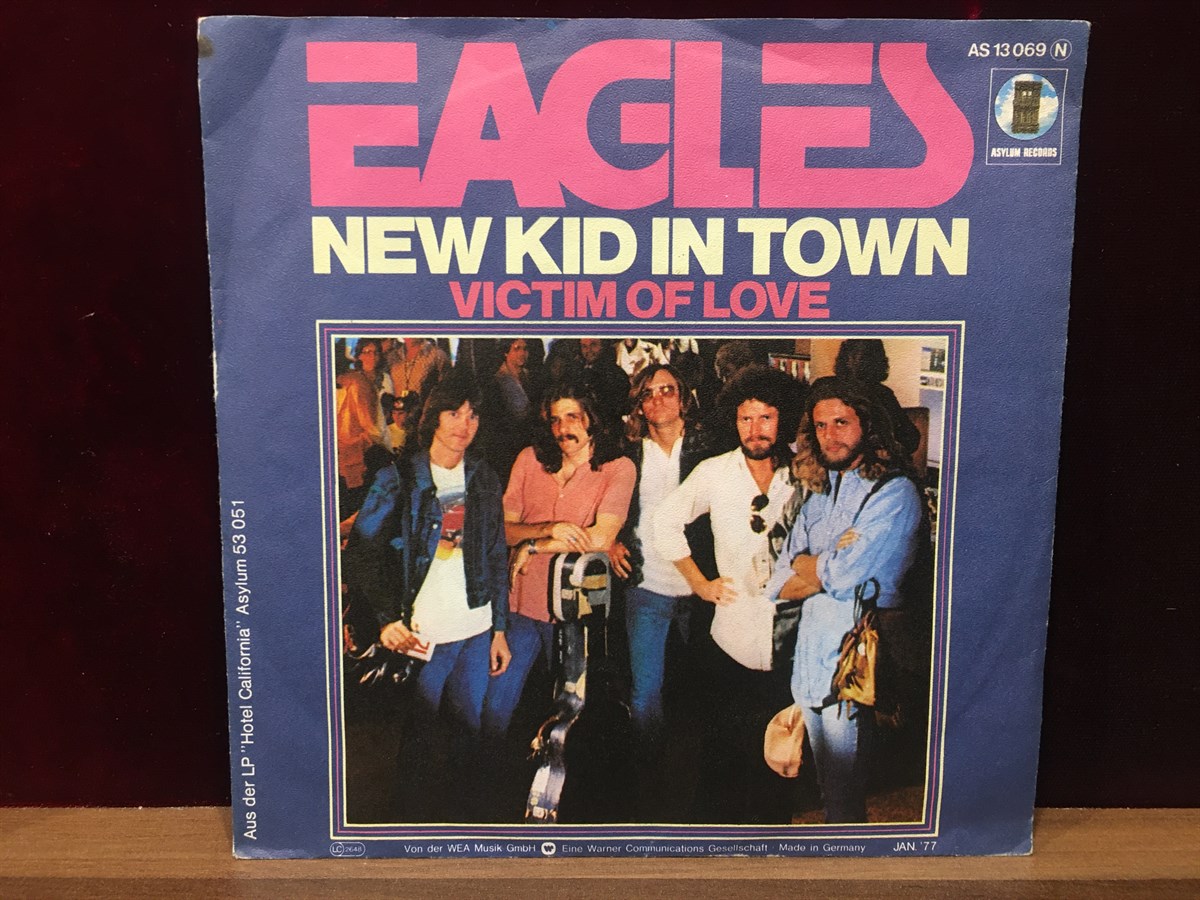 EAGLES
AS 13 069 N
ASYLUM RECORDS
NEW KID IN TOWN
VICTIM OF LOVE
Aus der LP "Hotel California" Asylum 53 051
LC 2648
Von der WEA Musik GmbH W Eine Warner Communications Gesellschaft · Made in Germany
JAN. '77